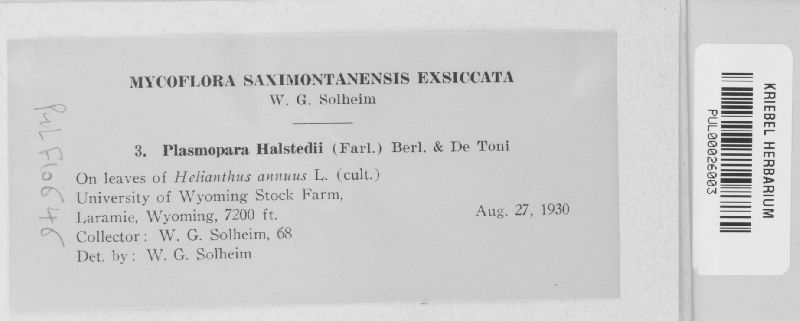 MYCOFLORA SAXIMONTANENSIS EXSICCATA
W. G. Solheim
3. Plasmopara Halstedii (Farl.) Berl. & De Toni
On leaves of Helianthus annuus L. (cult.)
University of Wyoming Stock Farm,
Laramie, Wyoming, 7200 ft. Aug. 27, 1930
Collector: W. G. Solheim, 68
Det. by: W. G. Solheim
PUL F10646
KRIEBEL HERBARIUM
PUL00026003